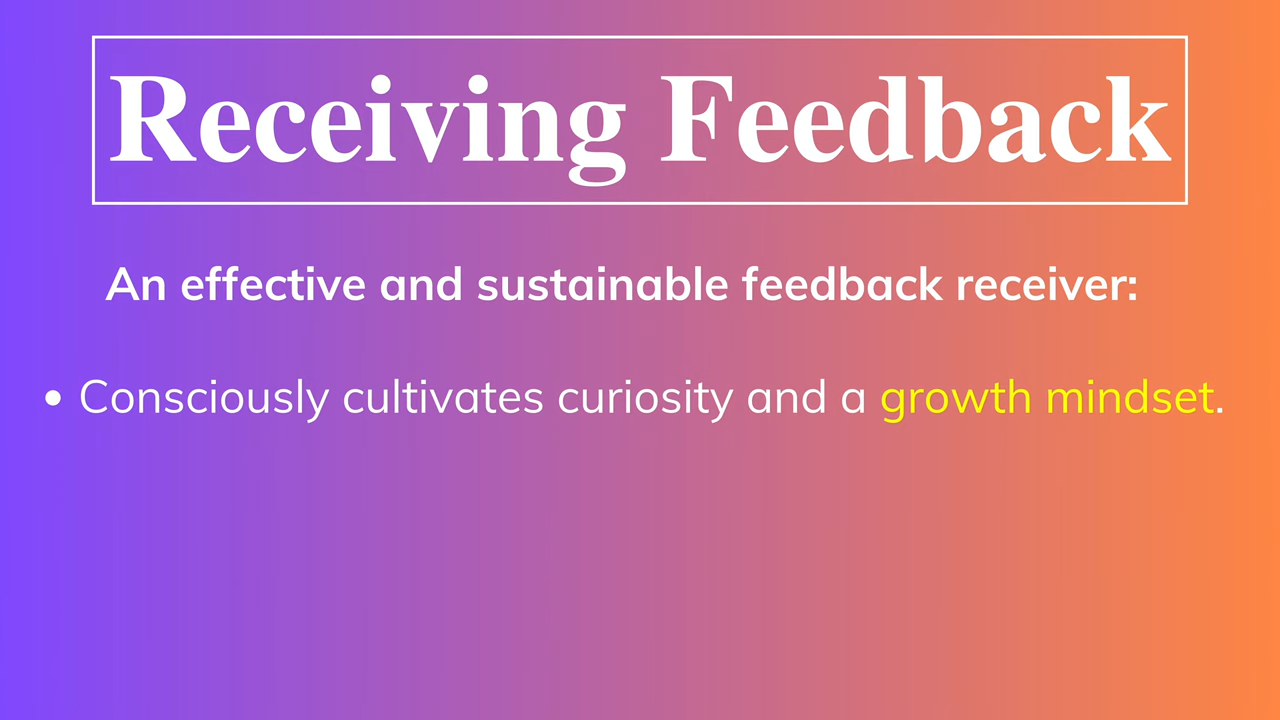 Receiving Feedback
An effective and sustainable feedback receiver:
• Consciously cultivates curiosity and a growth mindset.